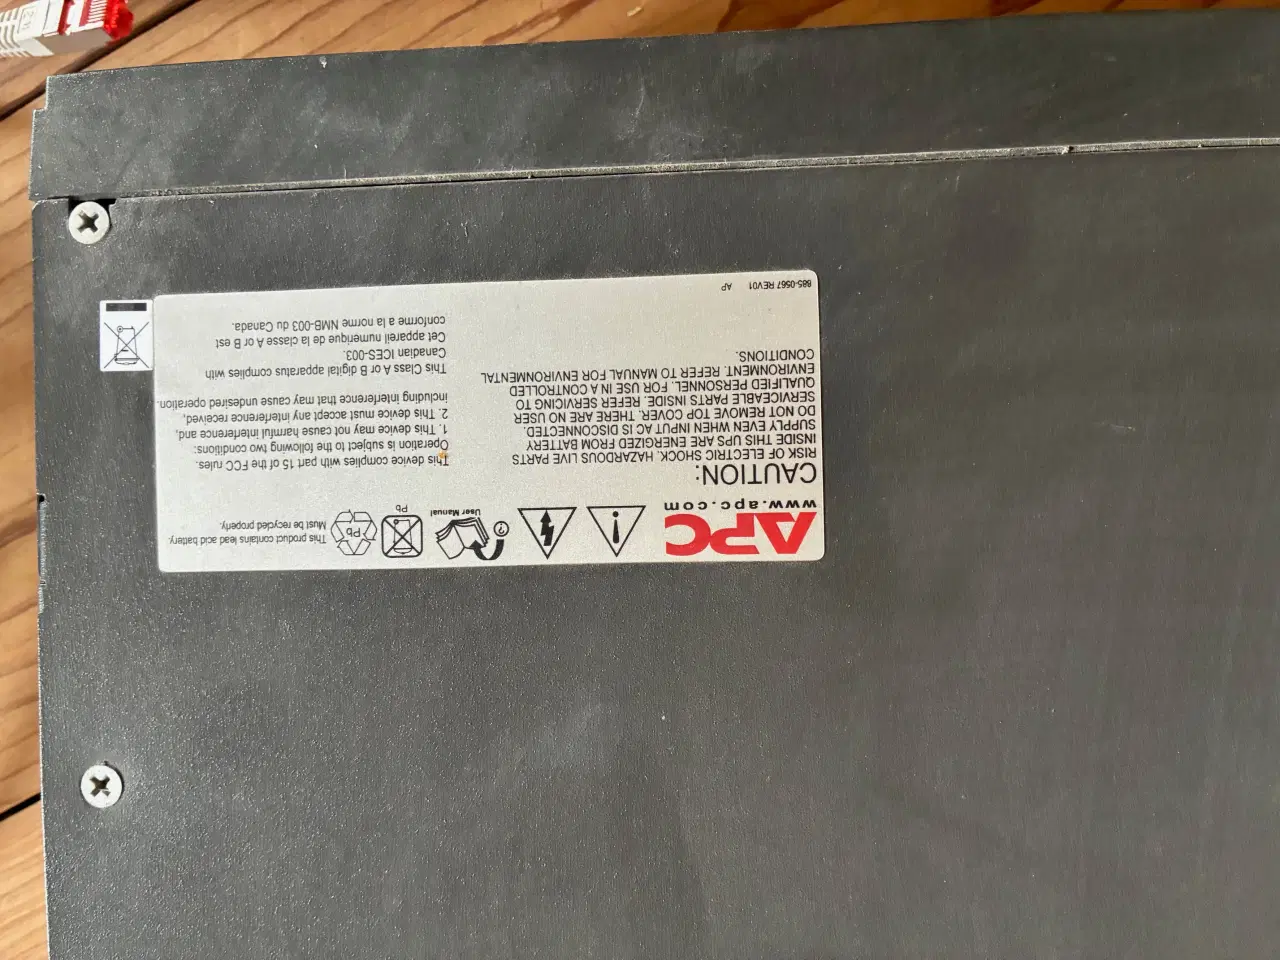 APC
www.apc.com
CAUTION:
RISK OF ELECTRIC SHOCK. HAZARDOUS LIVE PARTS
INSIDE THIS UPS ARE ENERGIZED FROM BATTERY
SUPPLY EVEN WHEN INPUT AC IS DISCONNECTED.
DO NOT REMOVE TOP COVER. THERE ARE NO USER
SERVICEABLE PARTS INSIDE. REFER SERVICING TO
QUALIFIED PERSONNEL. FOR USE IN A CONTROLLED
ENVIRONMENT. REFER TO MANUAL FOR ENVIRONMENTAL
CONDITIONS.
885-0567 REV01 AP
?
User Manual
Pb
Pb
This product contains lead acid battery.
Must be recycled properly.
This device complies with part 15 of the FCC rules.
Operation is subject to the following two conditions:
1. This device may not cause harmful interference and,
2. This device must accept any interference received,
including interference that may cause undesired operation.
This Class A or B digital apparatus complies with
Canadian ICES-003.
Cet appareil numerique de la classe A or B est
conforme a la norme NMB-003 du Canada.